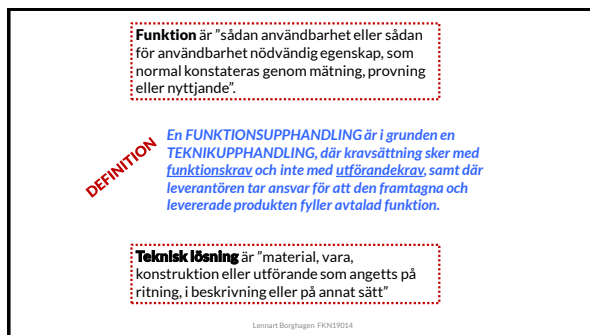 Funktion är ”sådan användbarhet eller sådan
för användbarhet nödvändig egenskap, som
normal konstateras genom mätning, provning
eller nyttjande”.
DEFINITION
En FUNKTIONSUPPHANDLING är i grunden en
TEKNIKUPPHANDLING, där kravsättning sker med
funktionskrav och inte med utförandekrav, samt där
leverantören tar ansvar för att den framtagna och
levererade produkten fyller avtalad funktion.
Teknisk lösning är ”material, vara,
konstruktion eller utförande som angetts på
ritning, i beskrivning eller på annat sätt”
Lennart Borghagen FKN19014